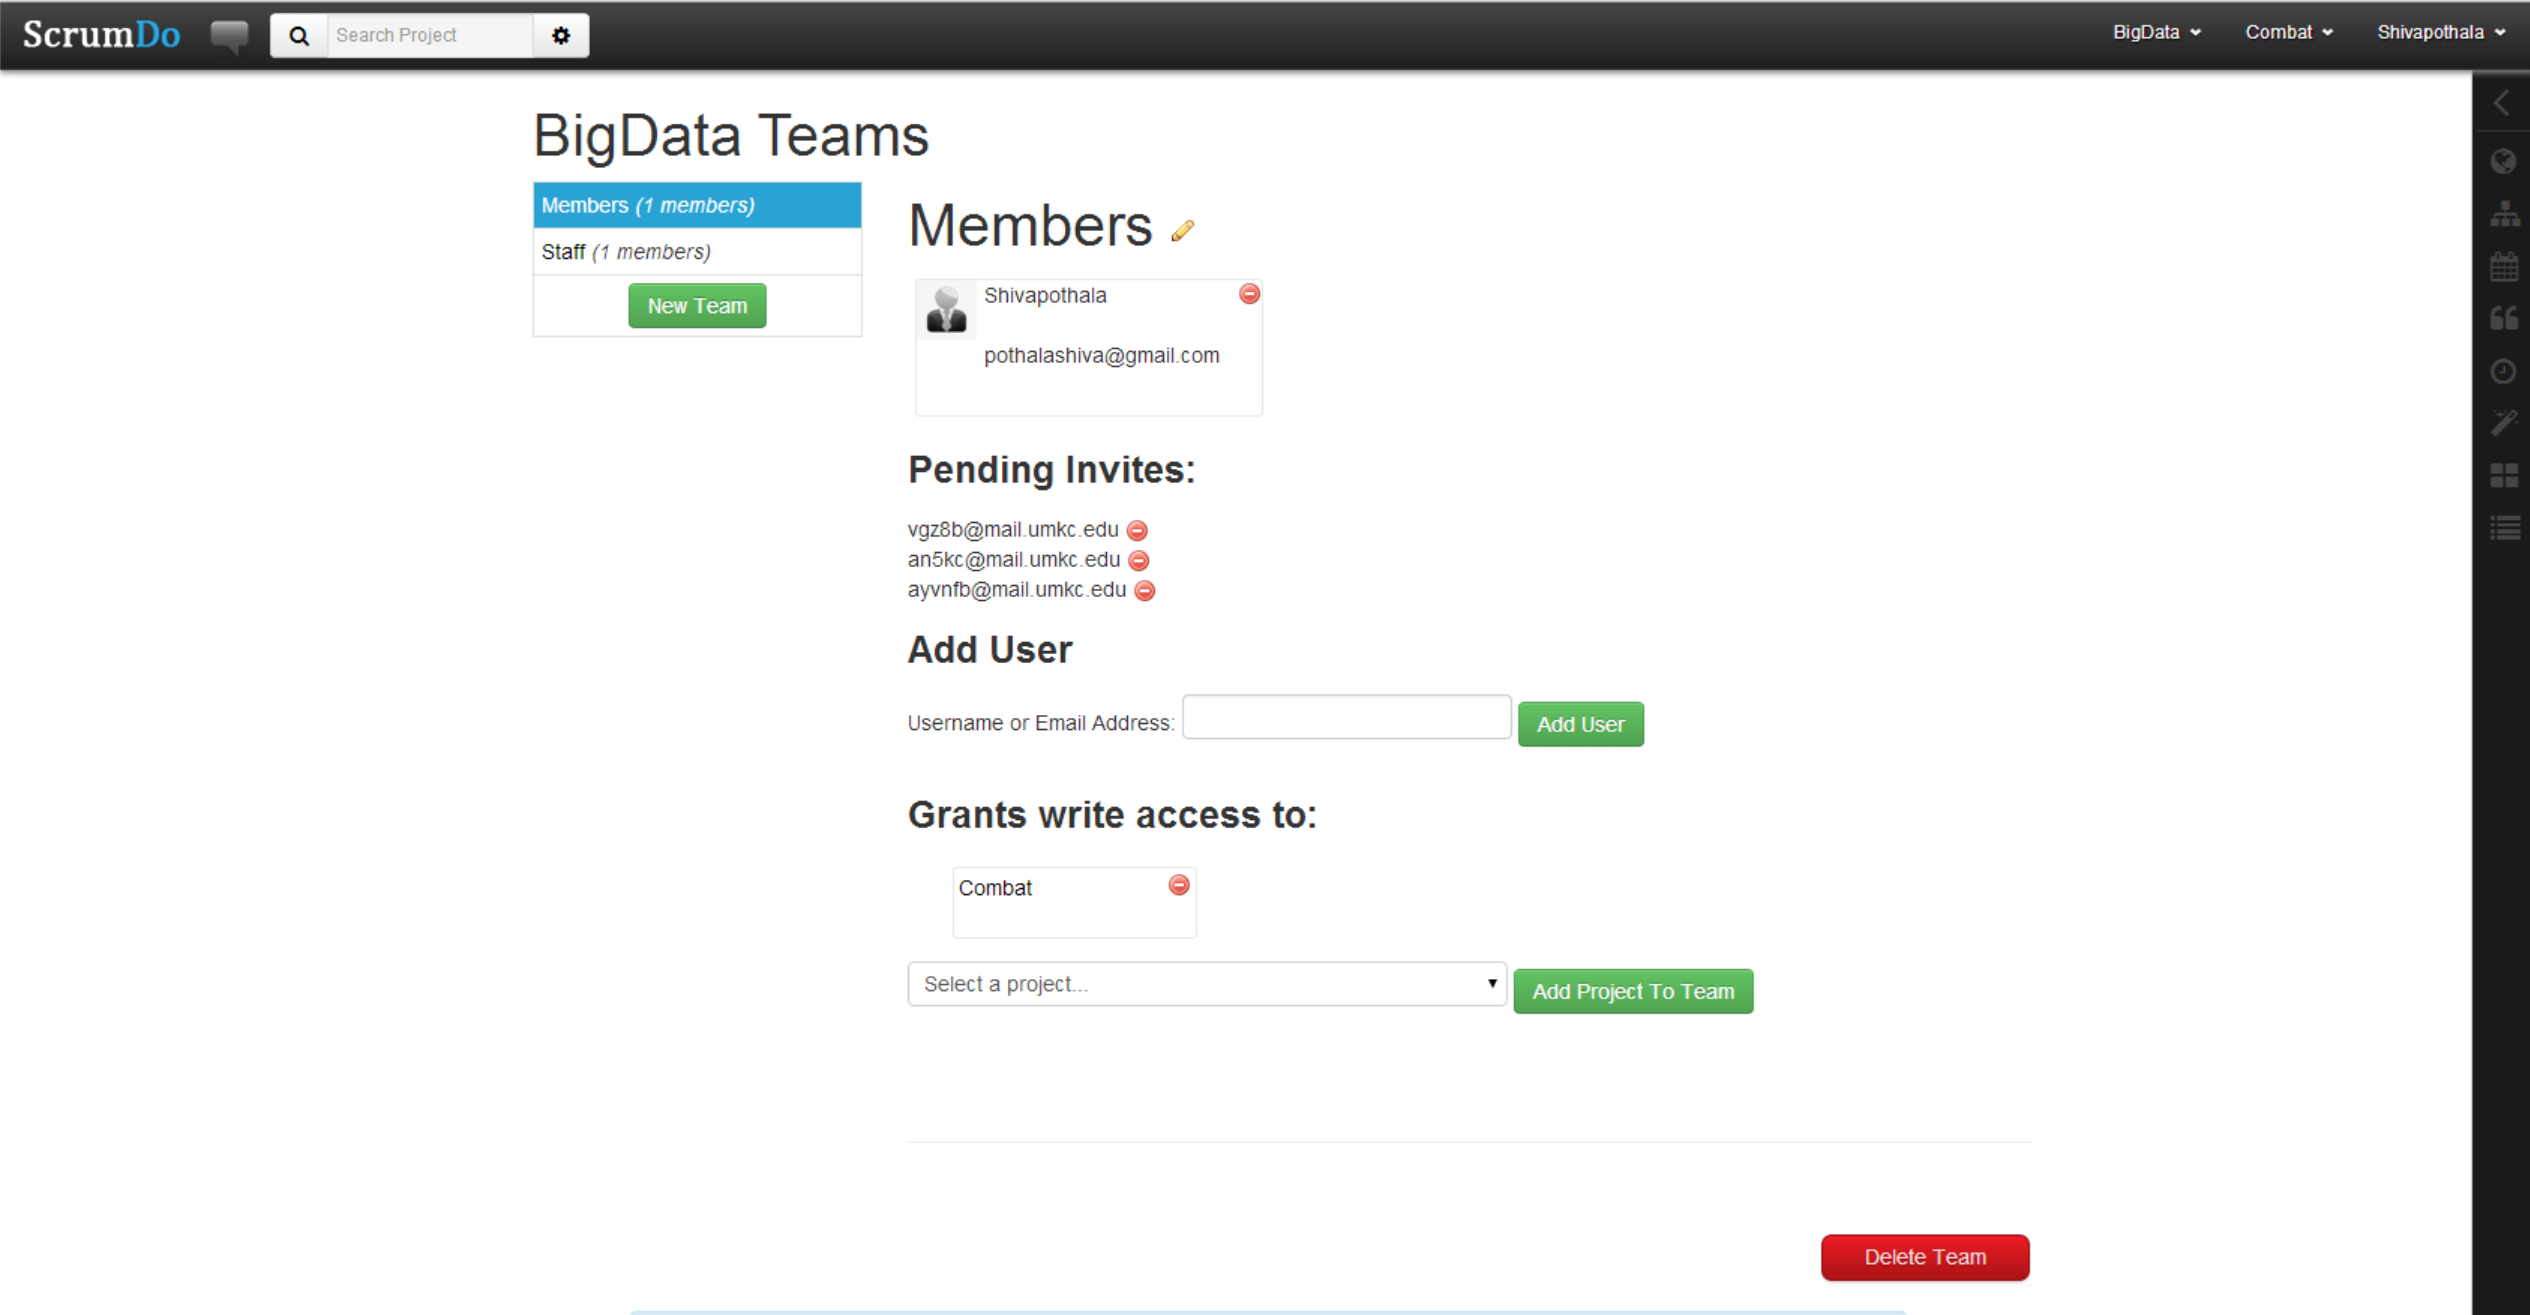 ScrumDo
Search Project
BigData
Combat
Shivapothala
BigData Teams
Members (1 members)
Staff (1 members)
New Team
Members
Shivapothala
pothalashiva@gmail.com
Pending Invites:
vgz8b@mail.umkc.edu
an5kc@mail.umkc.edu
ayvnfb@mail.umkc.edu
Add User
Username or Email Address:
Add User
Grants write access to:
Combat
Select a project...
Add Project To Team
Delete Team